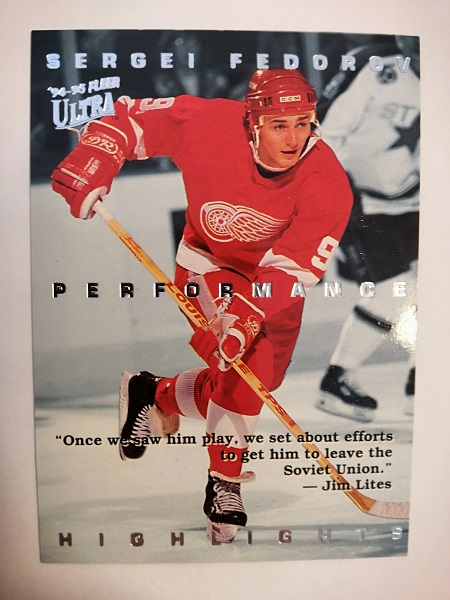 SERGEI FEDOROV
'94-'95 FLEER
ULTRA
CCM
PERFORMANCE
"Once we saw him play, we set about efforts
to get him to leave the
Soviet Union."
— Jim Lites
HIGHLIGHTS